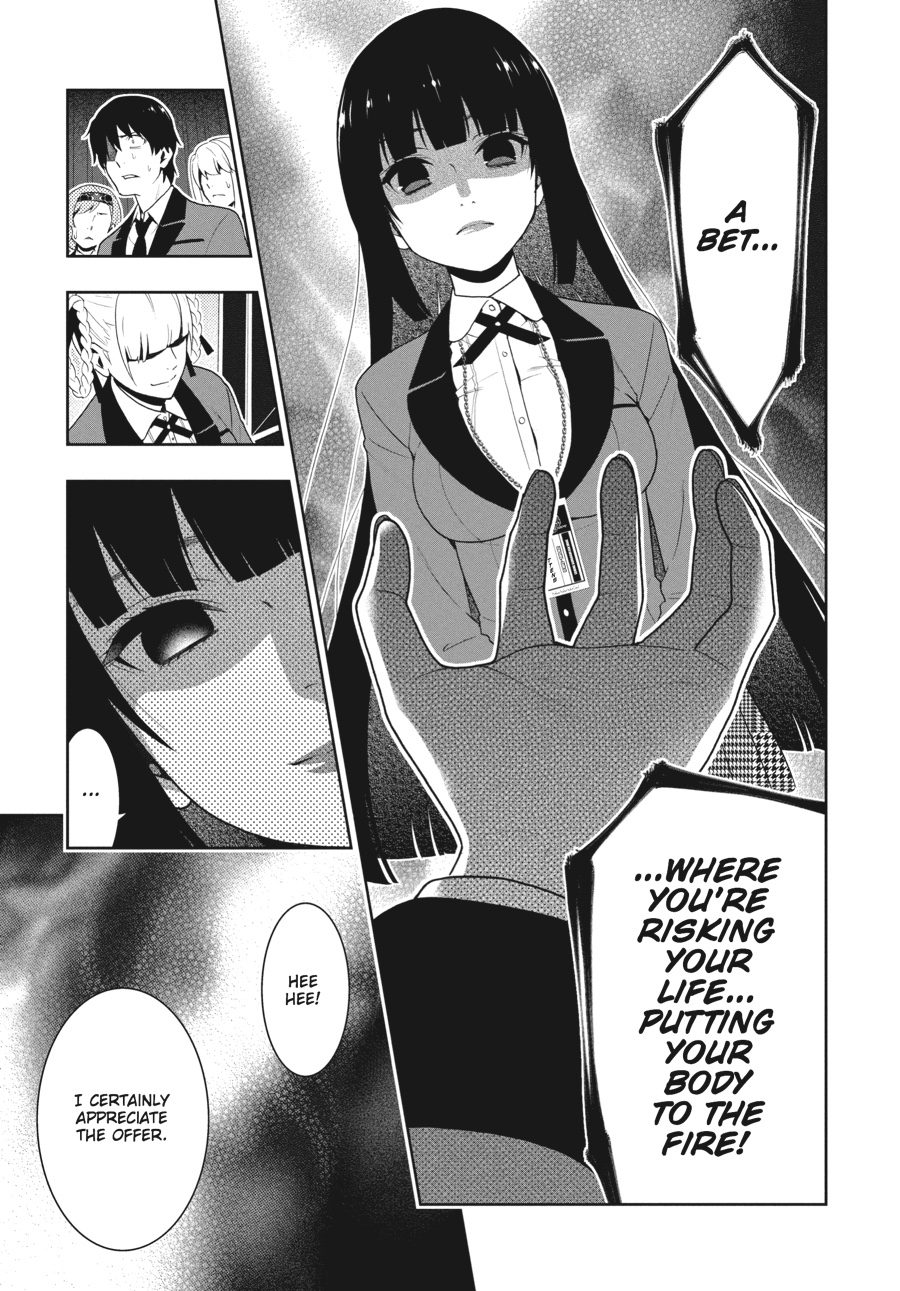 A
BET...
...WHERE
YOU'RE
RISKING
YOUR
LIFE...
PUTTING
YOUR
BODY
TO THE
FIRE!
...
HEE
HEE!
I CERTAINLY
APPRECIATE
THE OFFER.